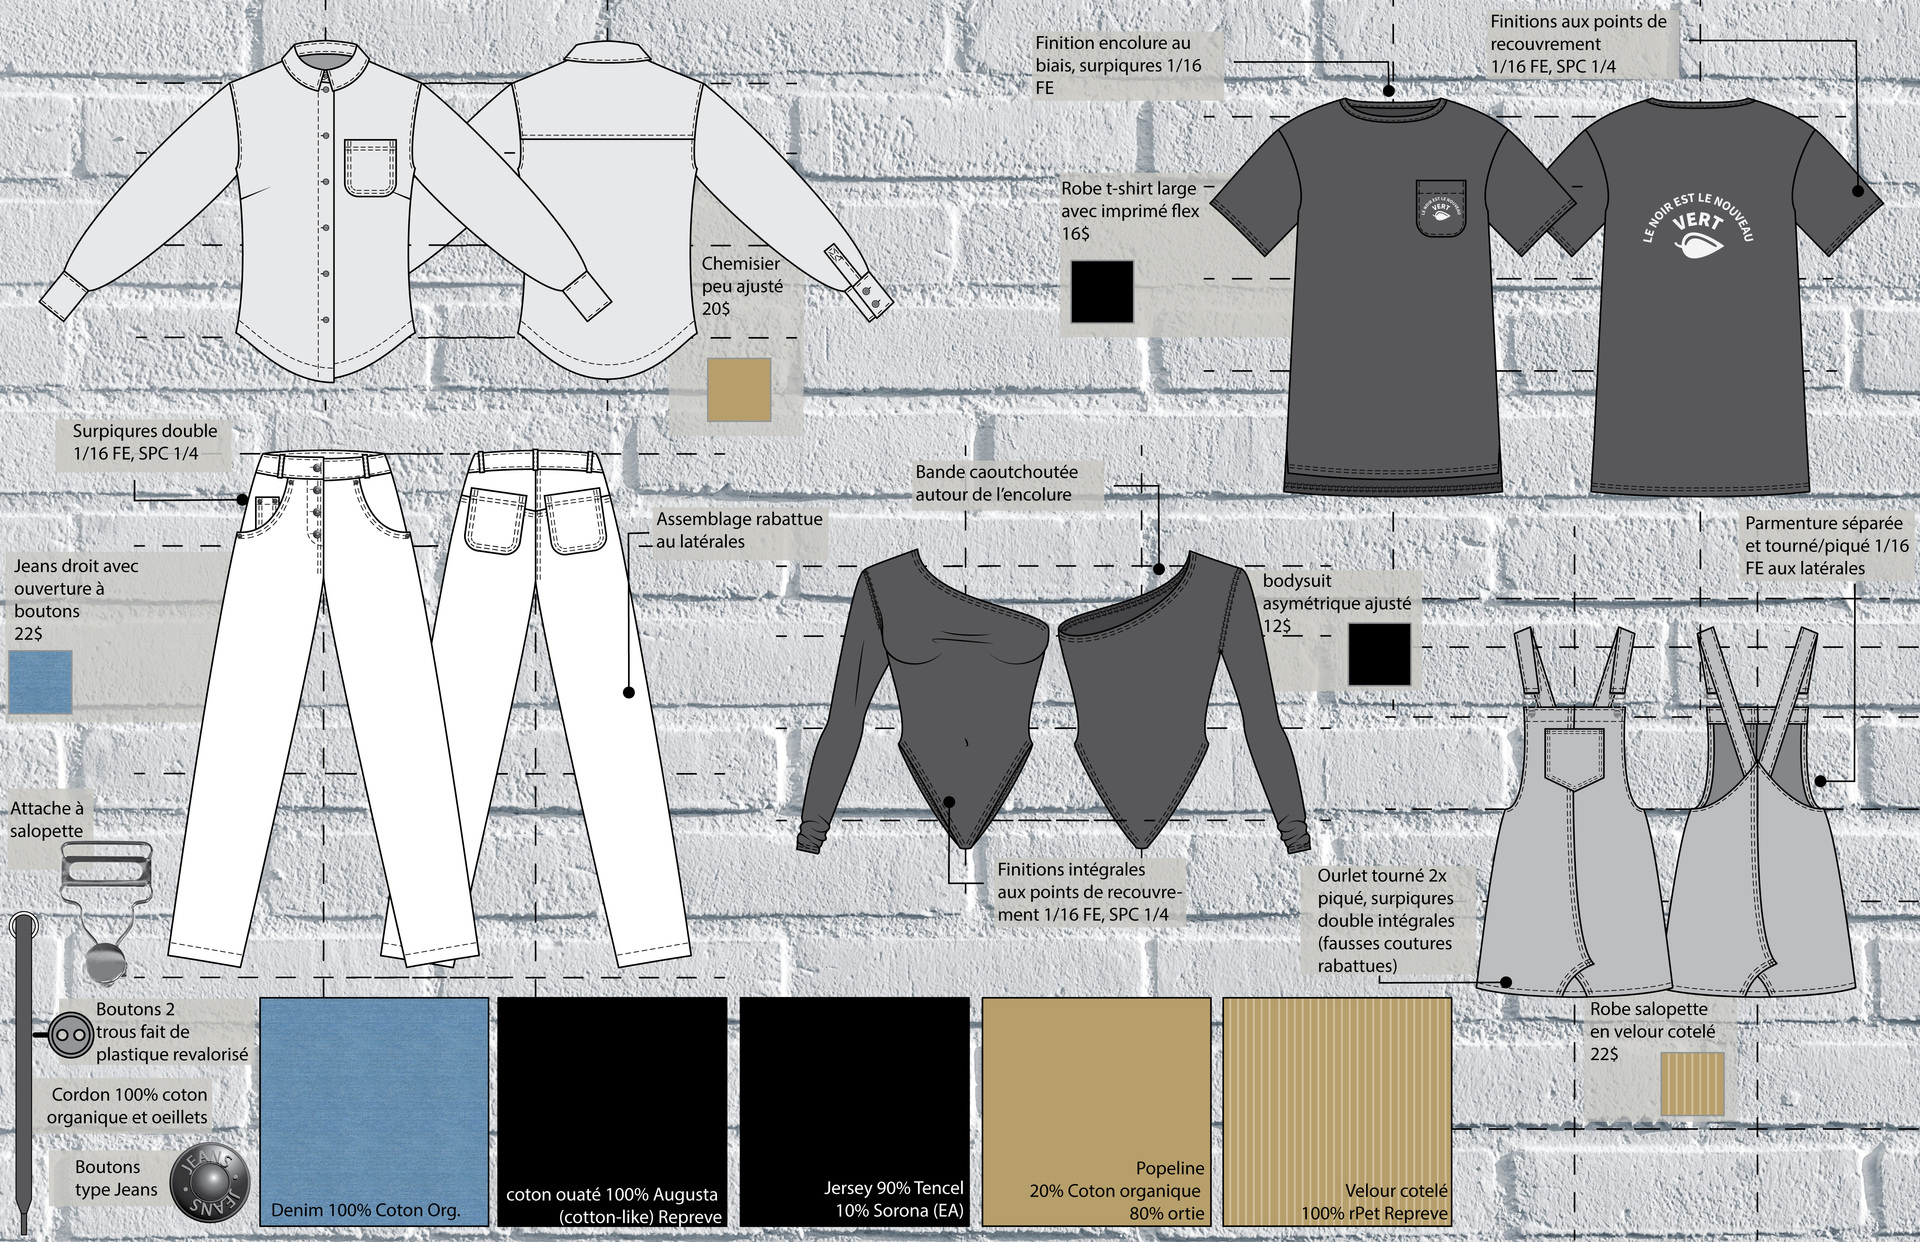 Finition encolure au
biais, surpiqures 1/16
FE
Finitions aux points de
recouvrement
1/16 FE, SPC 1/4
Robe t-shirt large
avec imprimé flex
16$
LE NOIR EST LE NOUVEAU
VERT
LE NOIR EST LE NOUVEAU
VERT
Chemisier
peu ajusté
20$
Surpiqures double
1/16 FE, SPC 1/4
Jeans droit avec
ouverture à
boutons
22$
Assemblage rabattue
au latérales
Bande caoutchoutée
autour de l'encolure
bodysuit
asymétrique ajusté
12$
Parmenture séparée
et tourné/piqué 1/16
FE aux latérales
Finitions intégrales
aux points de recouvre-
ment 1/16 FE, SPC 1/4
Ourlet tourné 2x
piqué, surpiqures
double intégrales
(fausses coutures
rabattues)
Robe salopette
en velour cotelé
22$
Attache à
salopette
Boutons 2
trous fait de
plastique revalorisé
Cordon 100% coton
organique et oeillets
Boutons
type Jeans
JEANS
JEANS
Denim 100% Coton Org.
coton ouaté 100% Augusta
(cotton-like) Repreve
Jersey 90% Tencel
10% Sorona (EA)
Popeline
20% Coton organique
80% ortie
Velour cotelé
100% rPet Repreve